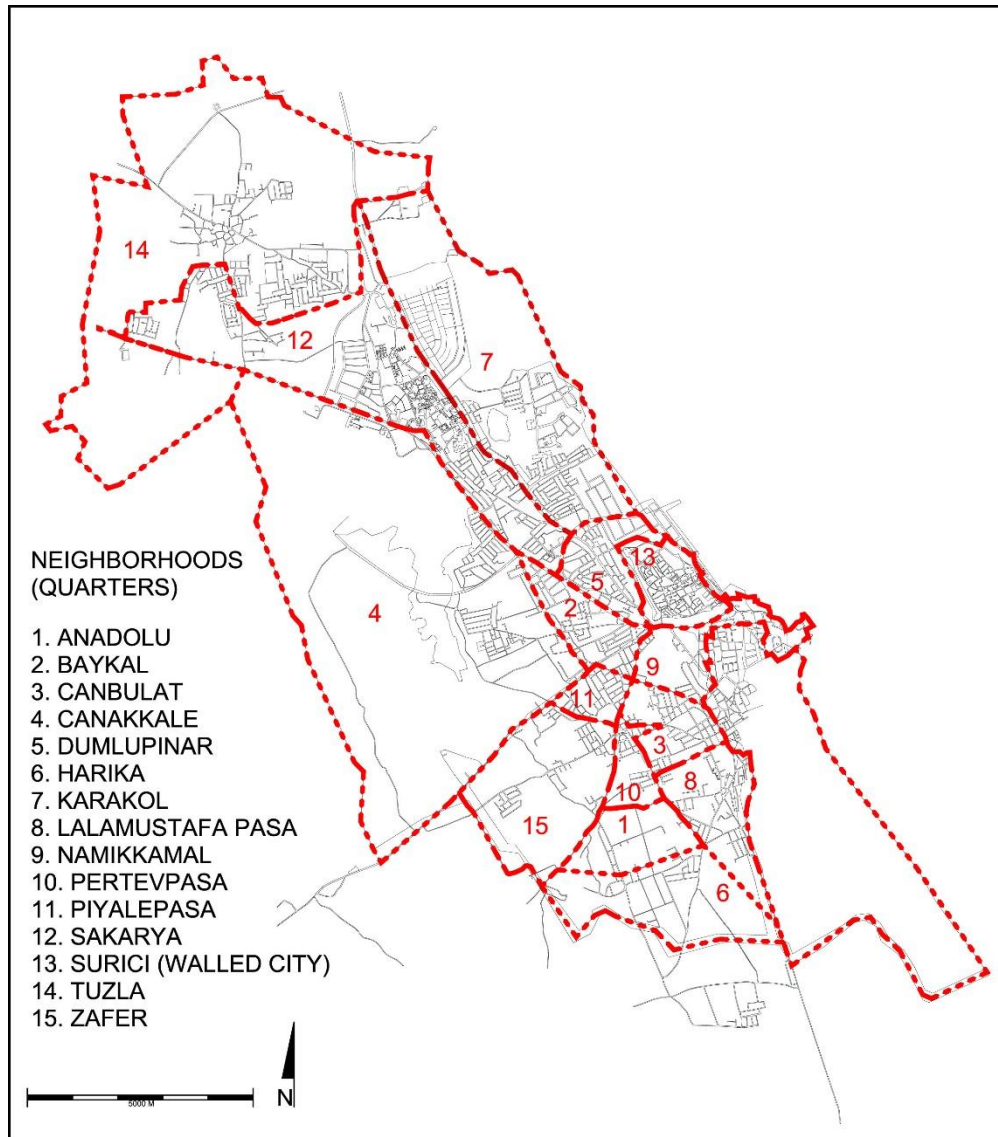 14
12
7
13
5
2
4
9
11
3
8
10
1
15
6
NEIGHBORHOODS
(QUARTERS)
1. ANADOLU
2. BAYKAL
3. CANBULAT
4. CANAKKALE
5. DUMLUPINAR
6. HARIKA
7. KARAKOL
8. LALAMUSTAFA PASA
9. NAMIKKAMAL
10. PERTEVPASA
11. PIYALEPASA
12. SAKARYA
13. SURICI (WALLED CITY)
14. TUZLA
15. ZAFER
5000 M
N